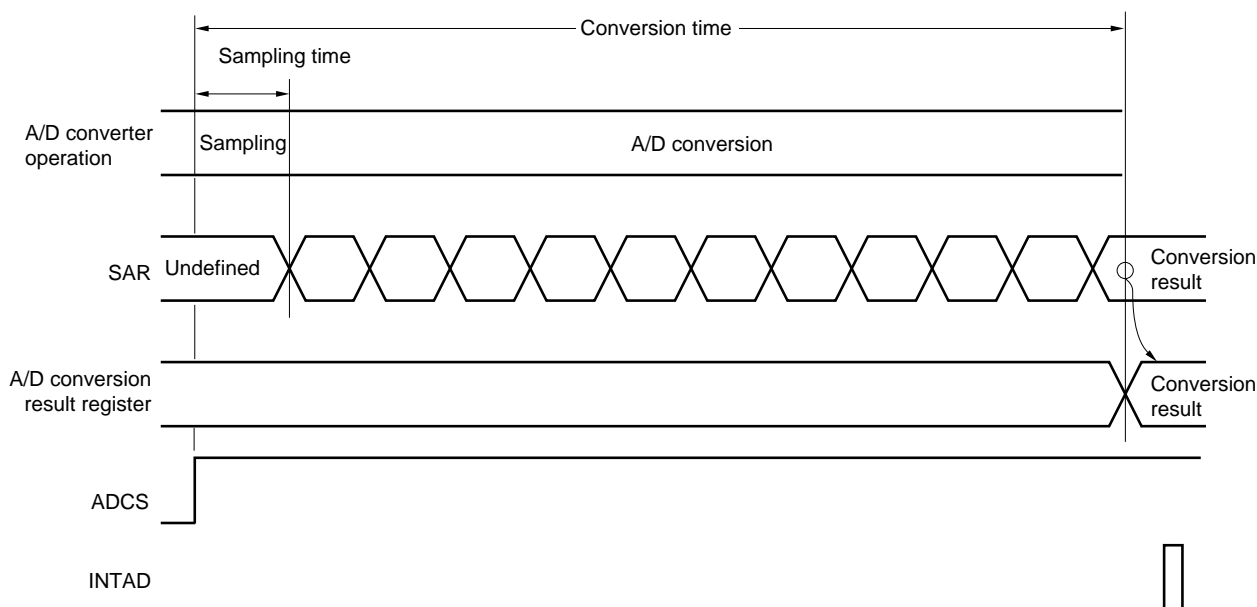 Conversion time
Sampling time
A/D converter
operation
Sampling
A/D conversion
SAR
Undefined
Conversion
result
A/D conversion
result register
Conversion
result
ADCS
INTAD